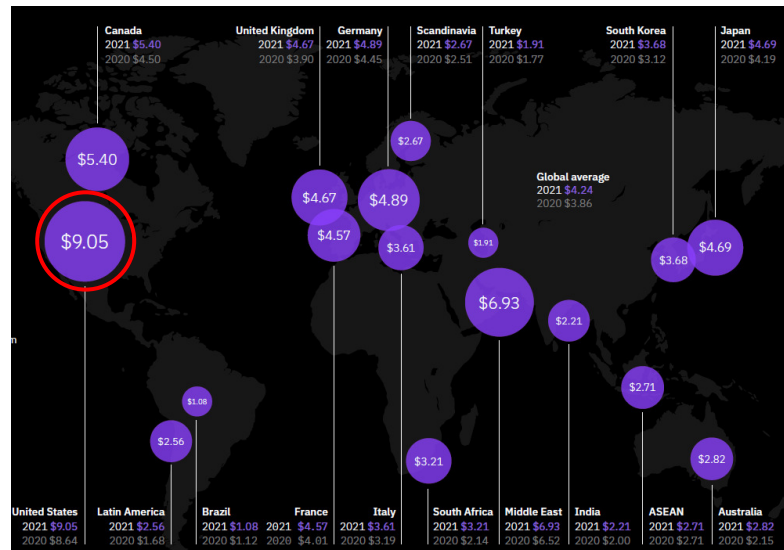 Canada
2021 $5.40
2020 $4.50
United Kingdom
2021 $4.67
2020 $3.90
Germany
2021 $4.89
2020 $4.45
Scandinavia
2021 $2.67
2020 $2.51
Turkey
2021 $1.91
2020 $1.77
South Korea
2021 $3.68
2020 $3.12
Japan
2021 $4.69
2020 $4.19
$5.40
$9.05
$4.67
$4.57
$4.89
$2.67
$3.61
$1.91
Global average
2021 $4.24
2020 $3.86
$3.68
$4.69
$6.93
$2.21
$1.08
$2.56
$3.21
$2.71
$2.82
United States
2021 $9.05
2020 $8.64
Latin America
2021 $2.56
2020 $1.68
Brazil
2021 $1.08
2020 $1.12
France
2021 $4.57
2020 $4.01
Italy
2021 $3.61
2020 $3.19
South Africa
2021 $3.21
2020 $2.14
Middle East
2021 $6.93
2020 $6.52
India
2021 $2.21
2020 $2.00
ASEAN
2021 $2.71
2020 $2.71
Australia
2021 $2.82
2020 $2.15